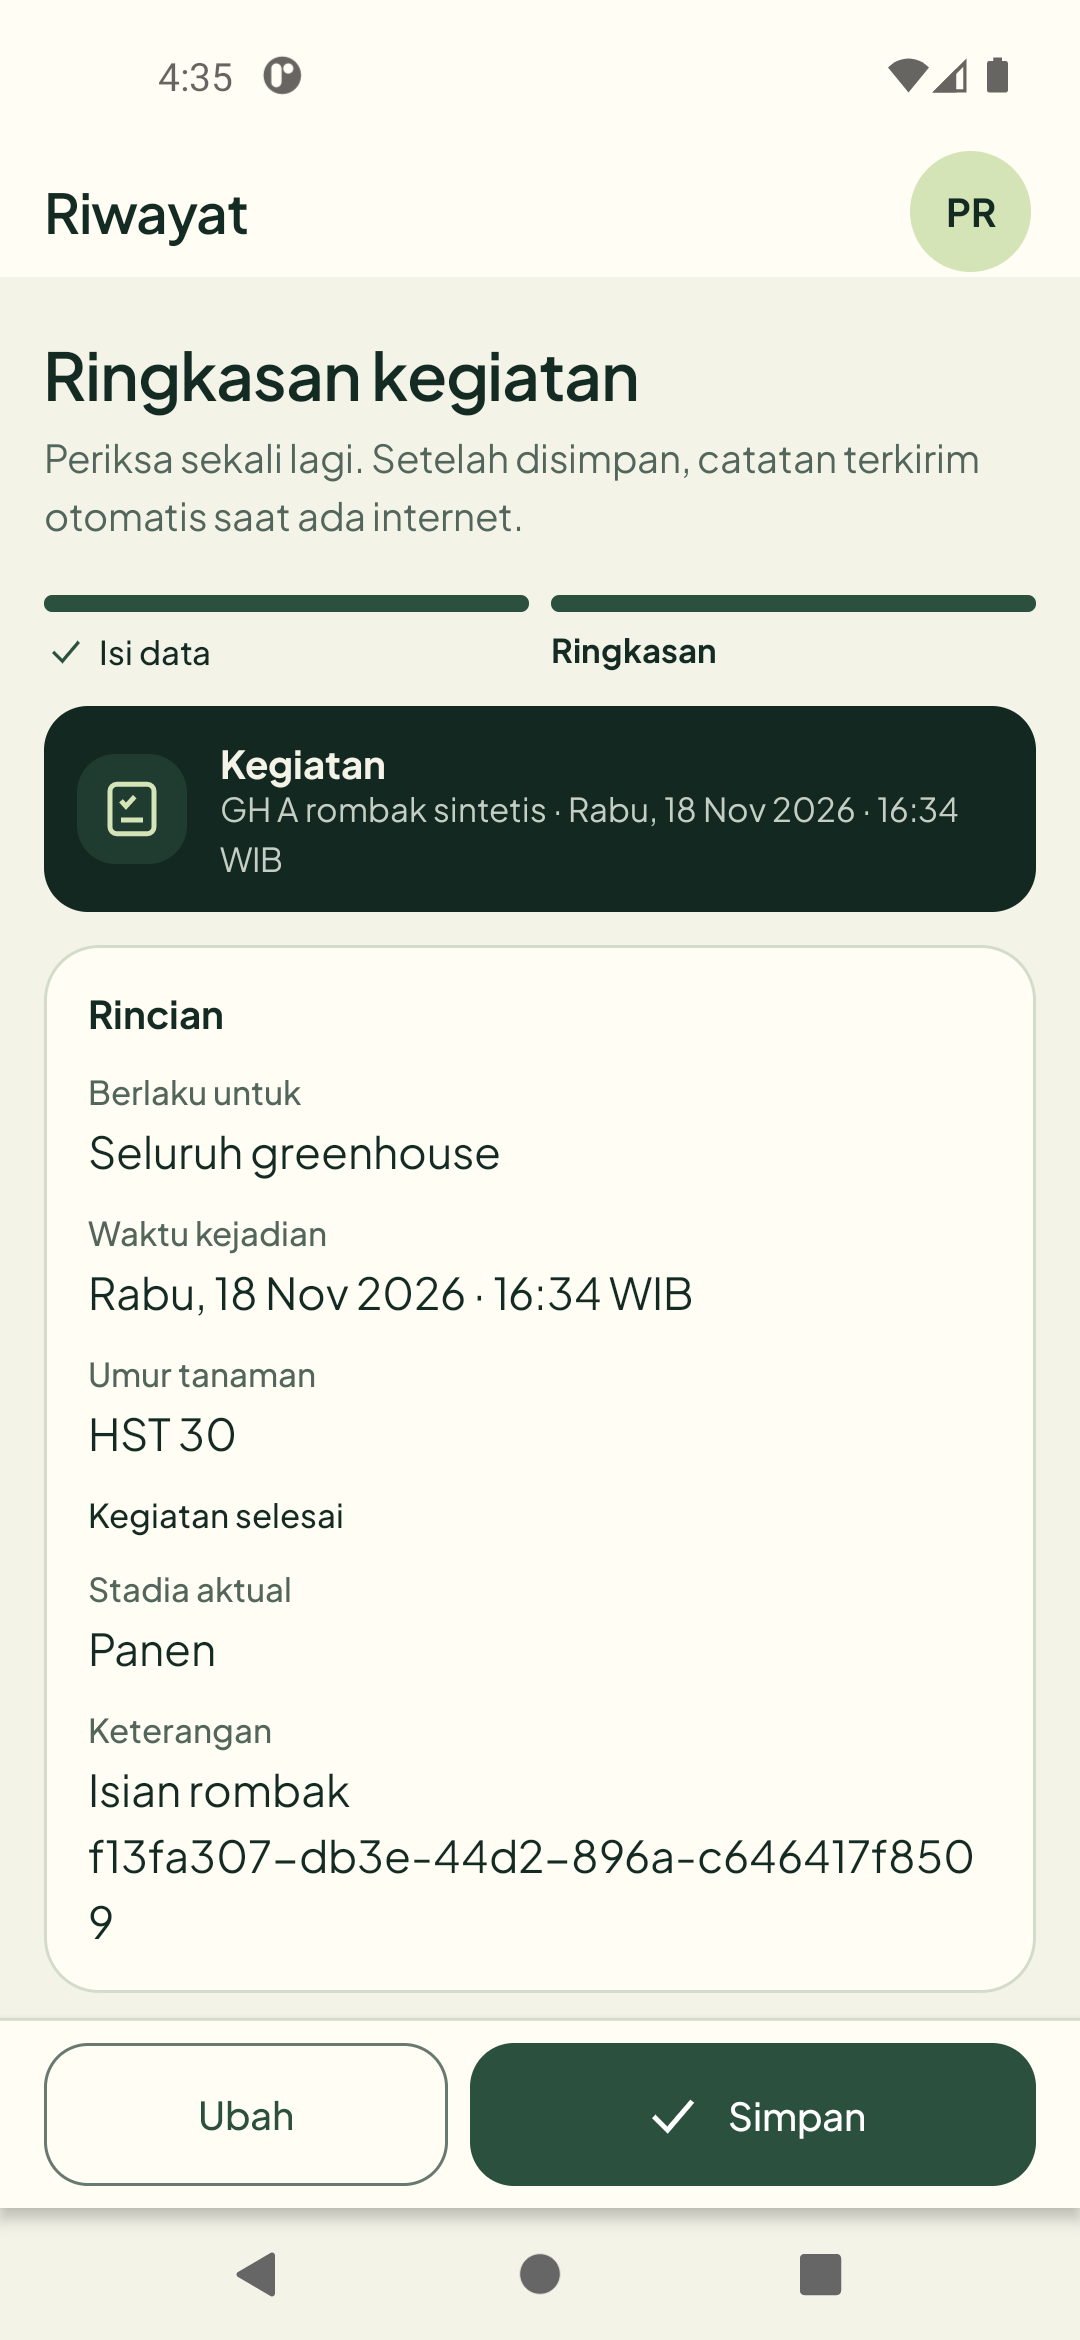 4:35
Riwayat
PR
Ringkasan kegiatan
Periksa sekali lagi. Setelah disimpan, catatan terkirim
otomatis saat ada internet.
Isi data
Ringkasan
Kegiatan
GH A rombak sintetis · Rabu, 18 Nov 2026 · 16:34
WIB
Rincian
Berlaku untuk
Seluruh greenhouse
Waktu kejadian
Rabu, 18 Nov 2026 · 16:34 WIB
Umur tanaman
HST 30
Kegiatan selesai
Stadia aktual
Panen
Keterangan
Isian rombak
f13fa307-db3e-44d2-896a-c646417f850
9
Ubah
Simpan